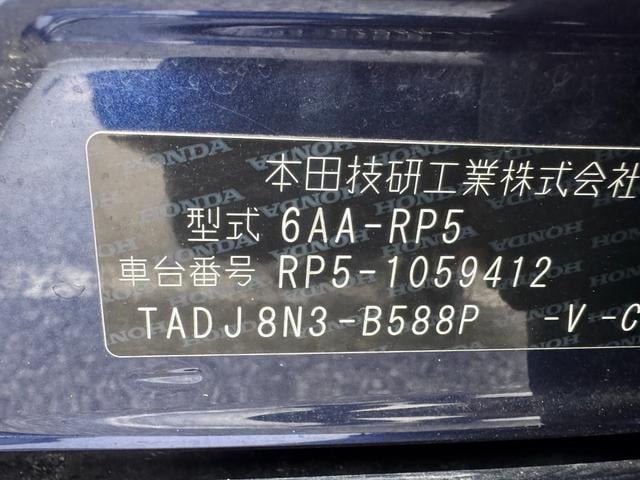 本田技研工業株式会社
型式 6AA-RP5
車台番号 RP5-1059412
TADJ8N3-B588P -V-C